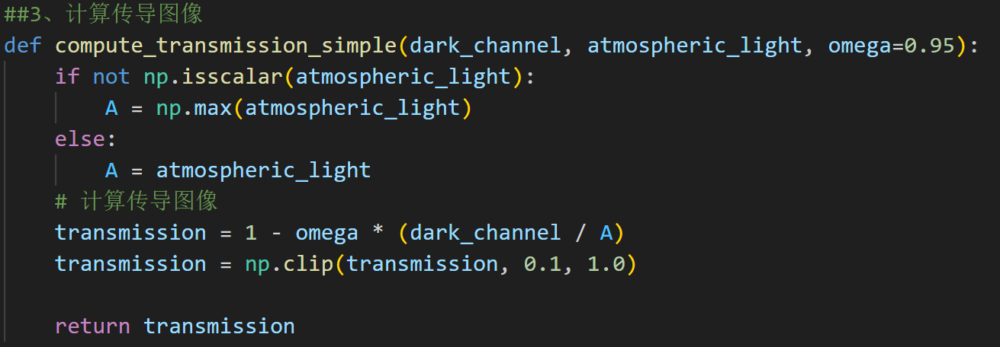 ##3、计算传导图像
def compute_transmission_simple(dark_channel, atmospheric_light, omega=0.95):
    if not np.isscalar(atmospheric_light):
        A = np.max(atmospheric_light)
    else:
        A = atmospheric_light
    # 计算传导图像
    transmission = 1 - omega * (dark_channel / A)
    transmission = np.clip(transmission, 0.1, 1.0)
    return transmission